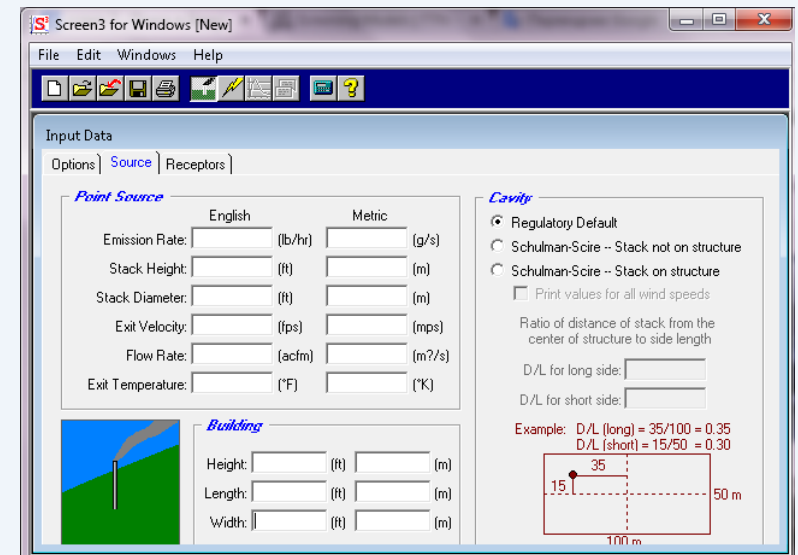 Screen3 for Windows [New]
File Edit Windows Help
Input Data
Options Source Receptors
Point Source
English Metric
Emission Rate: (lb/hr) (g/s)
Stack Height: (ft) (m)
Stack Diameter: (ft) (m)
Exit Velocity: (fps) (mps)
Flow Rate: (acfm) (m?/s)
Exit Temperature: (°F) (°K)
Building
Height: (ft) (m)
Length: (ft) (m)
Width: (ft) (m)
Cavity
Regulatory Default
Schulman-Scire -- Stack not on structure
Schulman-Scire -- Stack on structure
Print values for all wind speeds
Ratio of distance of stack from the
center of structure to side length
D/L for long side:
D/L for short side:
Example: D/L (long) = 35/100 = 0.35
D/L (short) = 15/50 = 0.30
35
15
50 m
100 m